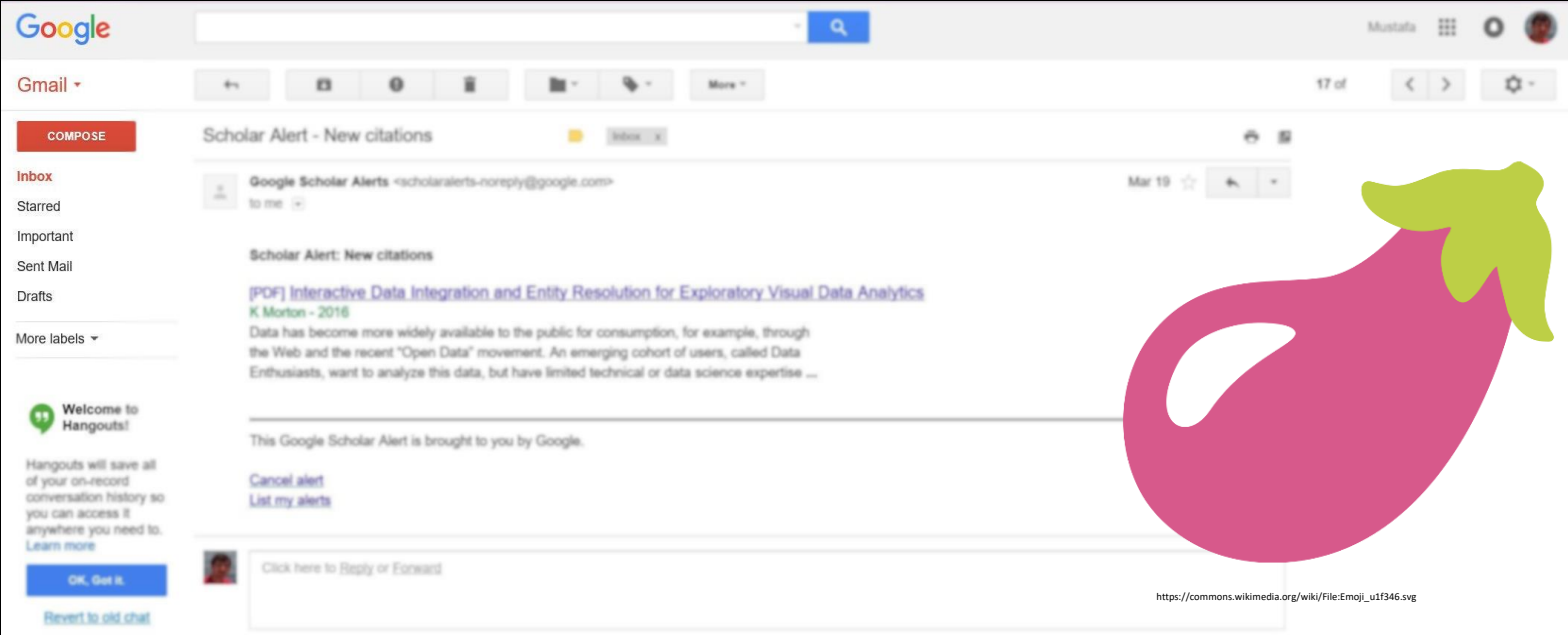 Google
Mustafa
Gmail
More
17 of
COMPOSE
Scholar Alert - New citations
Inbox x
Inbox
Google Scholar Alerts <scholaralerts-noreply@google.com>
Mar 19
Starred
to me
Important
Sent Mail
Scholar Alert: New citations
Drafts
[PDF] Interactive Data Integration and Entity Resolution for Exploratory Visual Data Analytics
K Morton - 2016
More labels
Data has become more widely available to the public for consumption, for example, through
the Web and the recent "Open Data" movement. An emerging cohort of users, called Data
Enthusiasts, want to analyze this data, but have limited technical or data science expertise ...
Welcome to
Hangouts!
This Google Scholar Alert is brought to you by Google.
Hangouts will save all
of your on-record
conversation history so
you can access it
anywhere you need to.
Learn more
Cancel alert
List my alerts
OK, Got it.
Click here to Reply or Forward
Revert to old chat
https://commons.wikimedia.org/wiki/File:Emoji_u1f346.svg